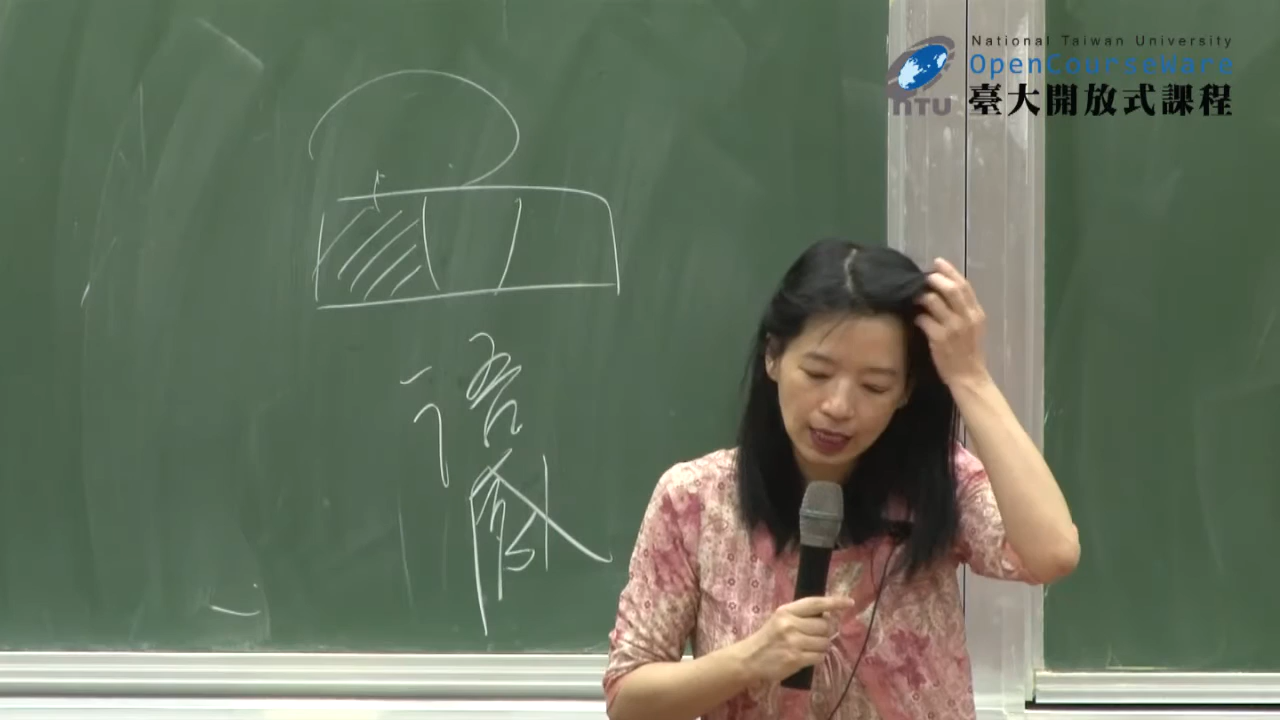 National Taiwan University
OpenCourseWare
NTU 臺大開放式課程
語